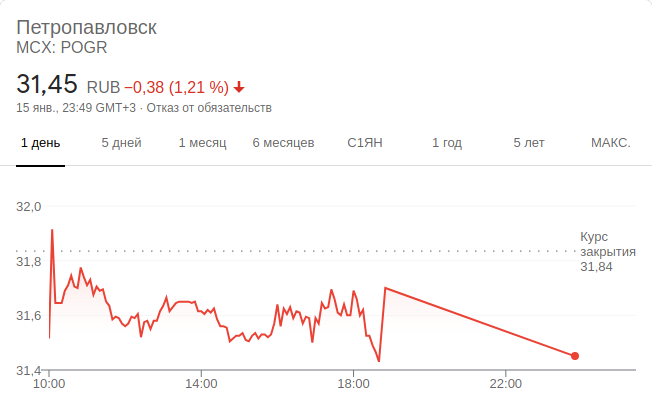 Петропавловск
MCX: POGR
31,45 RUB −0,38 (1,21 %)
15 янв., 23:49 GMT+3 · Отказ от обязательств
1 день 5 дней 1 месяц 6 месяцев С1ЯН 1 год 5 лет МАКС.
32,0
Курс
закрытия
31,84
31,8
31,6
31,4
10:00 14:00 18:00 22:00